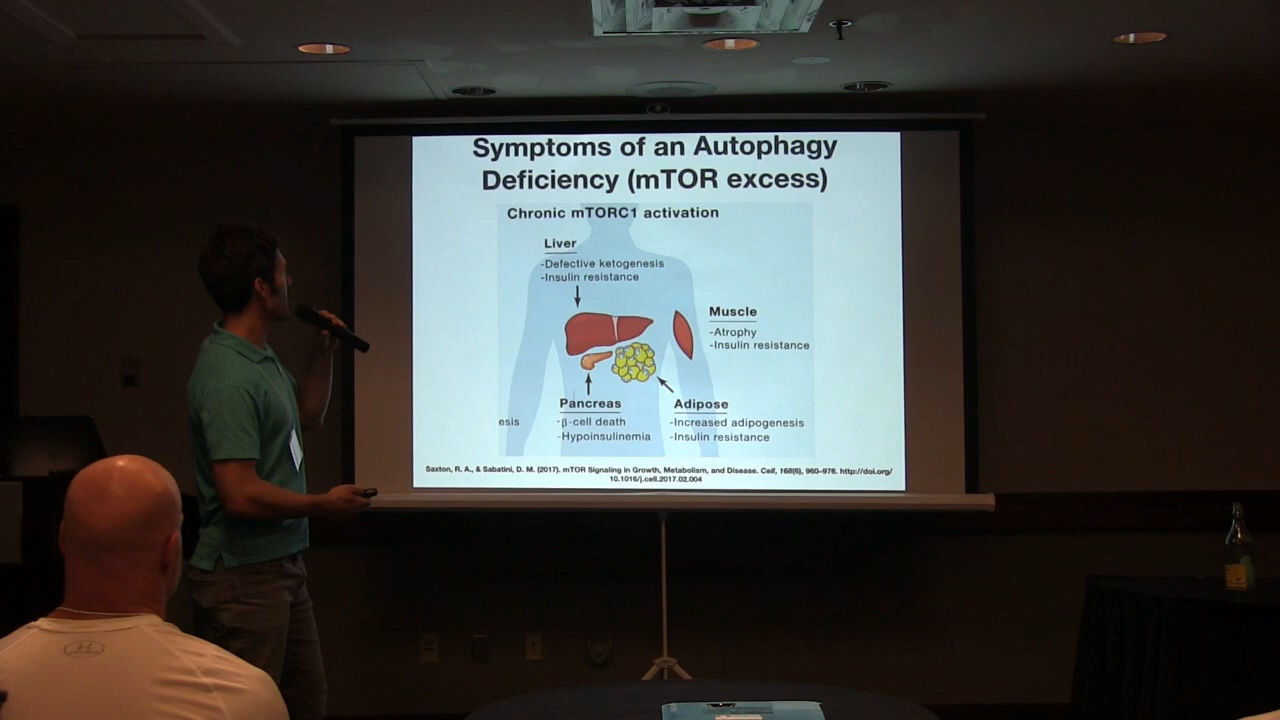 Symptoms of an Autophagy
Deficiency (mTOR excess)
Chronic mTORC1 activation
Liver
-Defective ketogenesis
-Insulin resistance
Muscle
-Atrophy
-Insulin resistance
Pancreas
-β-cell death
-Hypoinsulinemia
Adipose
-Increased adipogenesis
-Insulin resistance
esis
Saxton, R. A., & Sabatini, D. M. (2017). mTOR Signaling in Growth, Metabolism, and Disease. Cell, 168(6), 960–976. http://doi.org/
10.1016/j.cell.2017.02.004